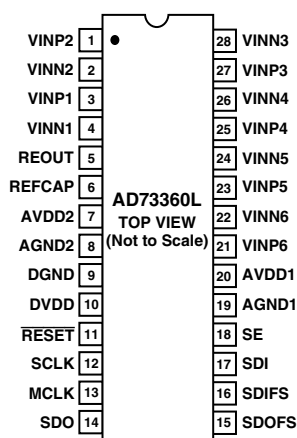 VINP2 1 28 VINN3
VINN2 2 27 VINP3
VINP1 3 26 VINN4
VINN1 4 25 VINP4
REOUT 5 24 VINN5
REFCAP 6 23 VINP5
AD73360L
AVDD2 7 22 VINN6
TOP VIEW
AGND2 8 21 VINP6
(Not to Scale)
DGND 9 20 AVDD1
DVDD 10 19 AGND1
RESET 11 18 SE
SCLK 12 17 SDI
MCLK 13 16 SDIFS
SDO 14 15 SDOFS